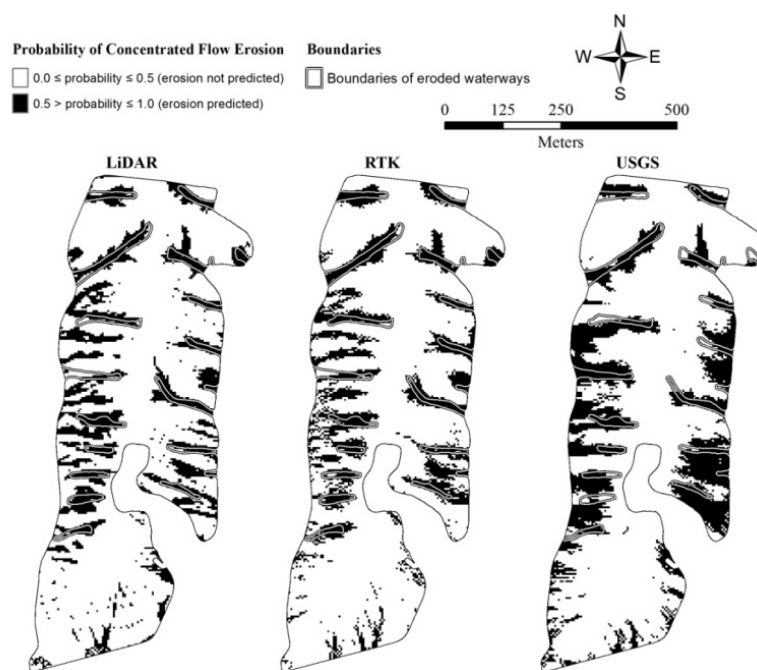 Probability of Concentrated Flow Erosion
0.0 ≤ probability ≤ 0.5 (erosion not predicted)
0.5 > probability ≤ 1.0 (erosion predicted)
Boundaries
Boundaries of eroded waterways
N
W E
S
0 125 250 500
Meters
LiDAR RTK USGS